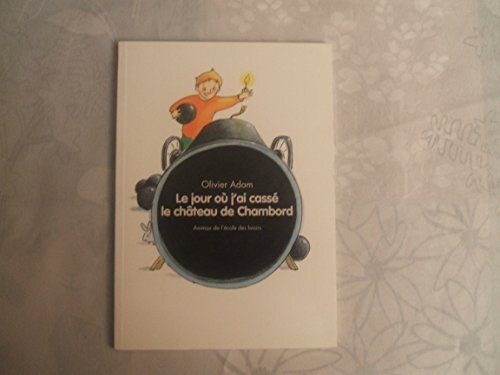 Olivier Adam
Le jour où j'ai cassé
le château de Chambord
Animax de l'école des loisirs